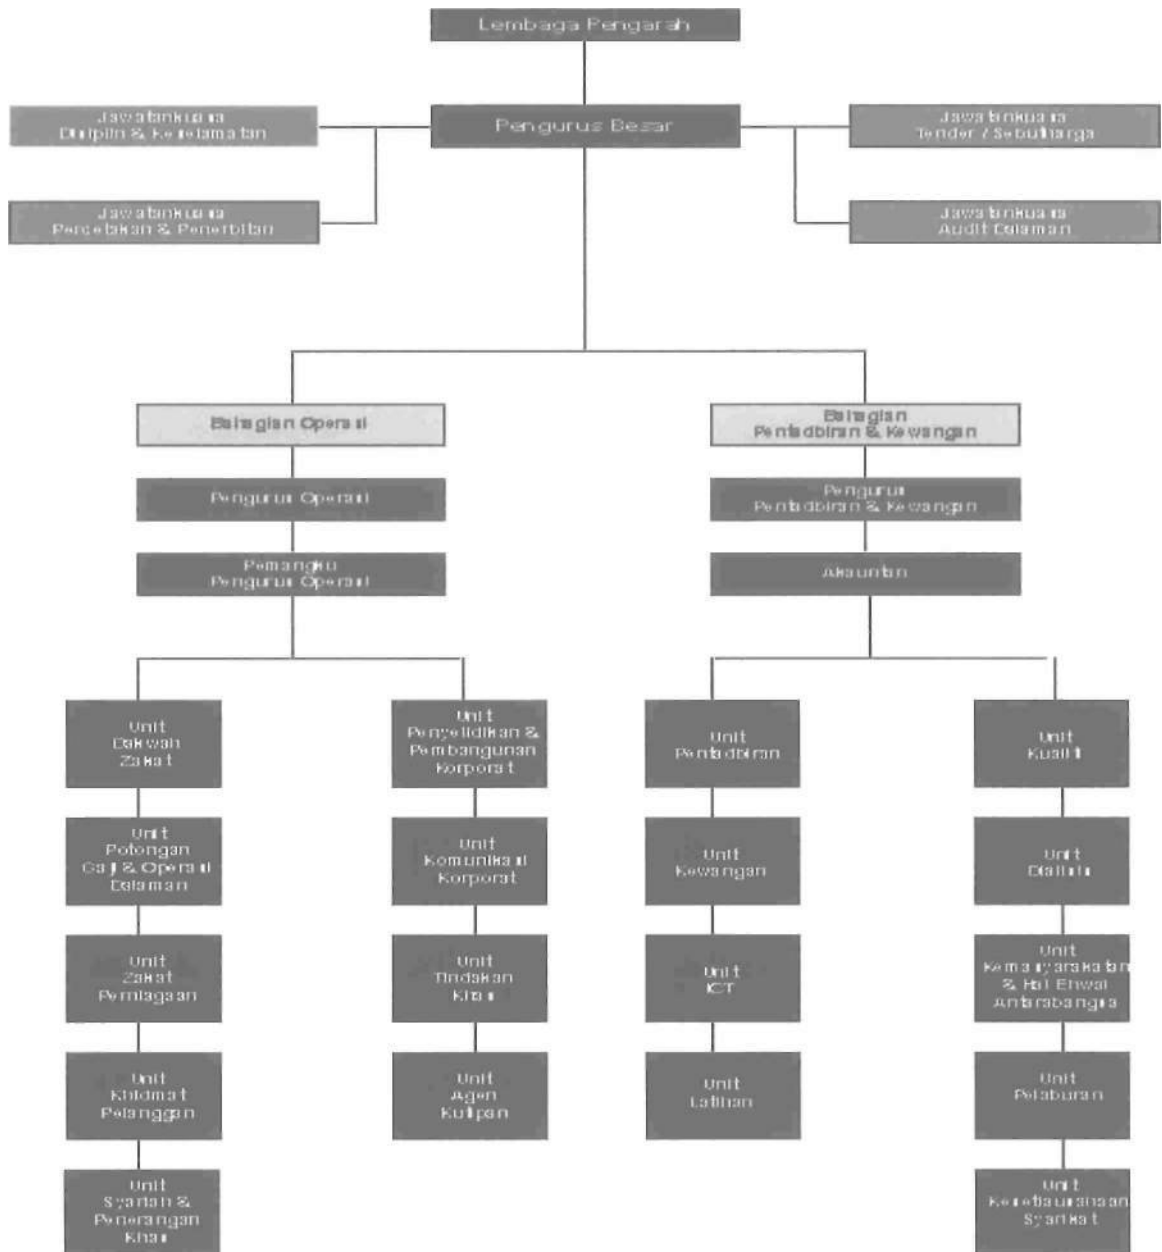 Lembaga Pengarah
Jawatankuasa
Disiplin & Keselamatan
Pengurus Besar
Jawatankuasa
Tender / Sebutharga
Jawatankuasa
Percetakan & Penerbitan
Jawatankuasa
Audit Dalaman
Bahagian Operasi
Bahagian
Pentadbiran & Kewangan
Pengurus Operasi
Pengurus
Pentadbiran & Kewangan
Pemangku
Pengurus Operasi
Akauntan
Unit
Dakwah
Zakat
Unit
Penyelidikan &
Pembangunan
Korporat
Unit
Pentadbiran
Unit
Kualiti
Unit
Potongan
Gaji & Operasi
Dalaman
Unit
Komunikasi
Korporat
Unit
Kewangan
Unit
Unit
Zakat
Perniagaan
Unit
Tindakan
Khas
Unit
ICT
Unit
Kemasyarakatan
& Hal Ehwal
Antarabangsa
Unit
Khidmat
Pelanggan
Unit
Agen
Kutipan
Unit
Latihan
Unit
Pelaburan
Unit
Syariah &
Penerangan
Khas
Unit
Kesetiausahaan
Syarikat